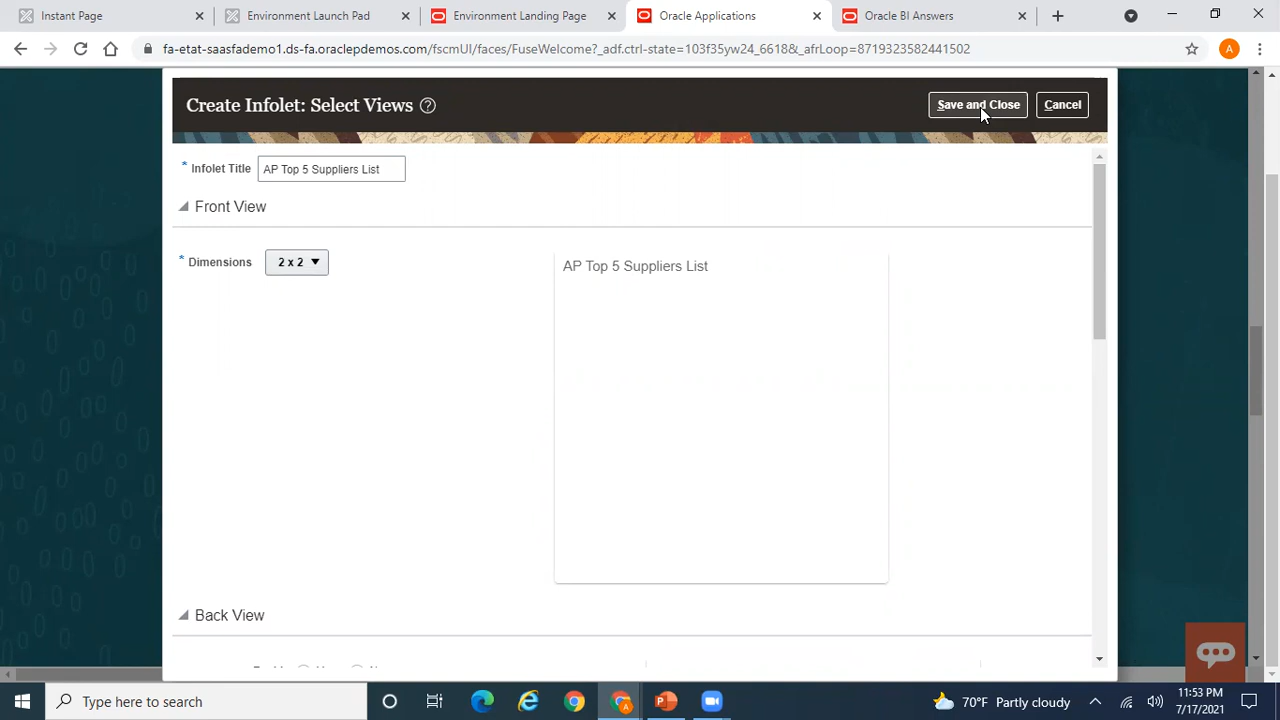 Instant Page
Environment Launch Pad
Environment Landing Page
Oracle Applications
Oracle BI Answers
fa-etat-saasfademo1.ds-fa.oraclepdemos.com/fscmUI/faces/FuseWelcome?_adf.ctrl-state=103f35yw24_6618&_afrLoop=8719323582441502
A
Create Infolet: Select Views ?
Save and Close
Cancel
* Infolet Title AP Top 5 Suppliers List
Front View
* Dimensions 2 x 2
AP Top 5 Suppliers List
Back View
Type here to search
70°F Partly cloudy
11:53 PM
7/17/2021